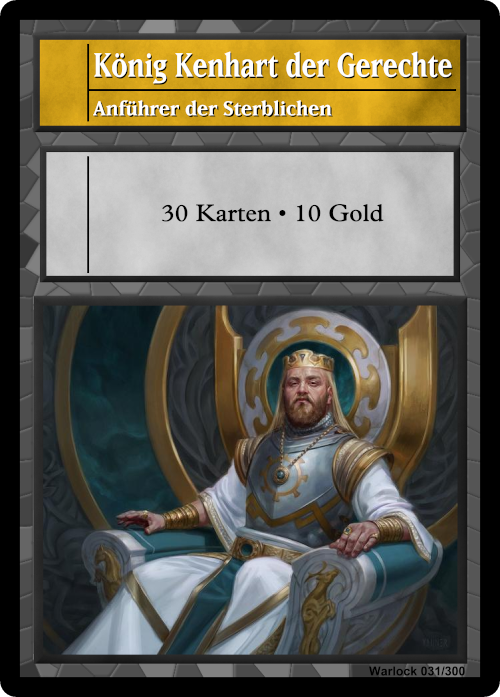 König Kenhart der Gerechte
Anführer der Sterblichen
30 Karten • 10 Gold
Warlock 031/300